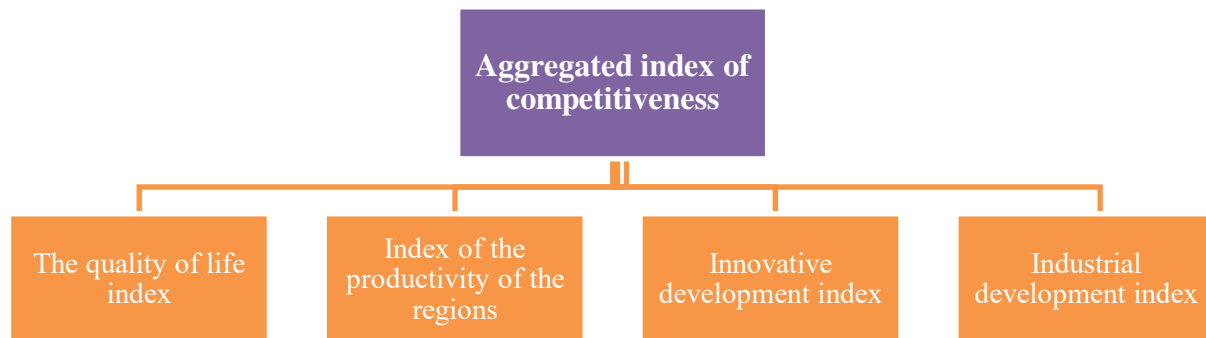 Aggregated index of
competitiveness
The quality of life
index
Index of the
productivity of the
regions
Innovative
development index
Industrial
development index